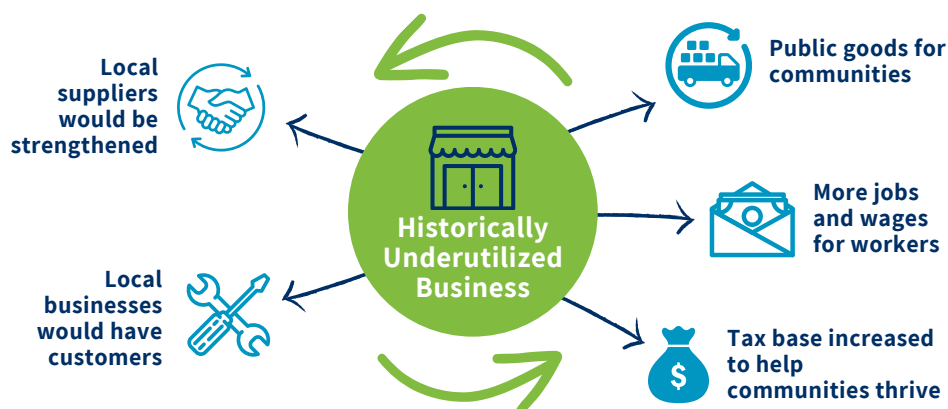 Local
suppliers
would be
strengthened
Local
businesses
would have
customers
Historically
Underutilized
Business
Public goods for
communities
More jobs
and wages
for workers
$
Tax base increased
to help
communities thrive